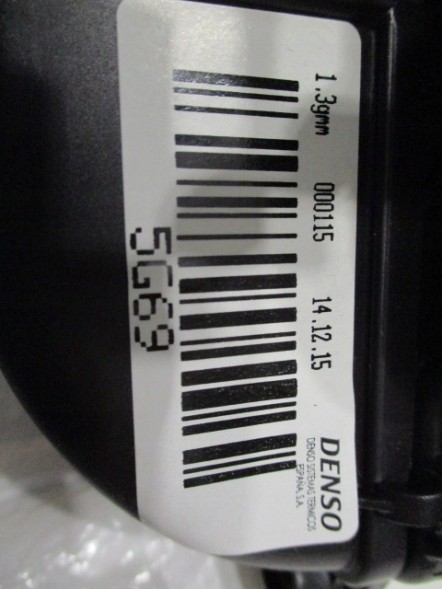 1,3gmm 000115 14.12.15 DENSO
DENSO SISTEMAS TERMICOS
ESPAÑA, S.A.
5G69